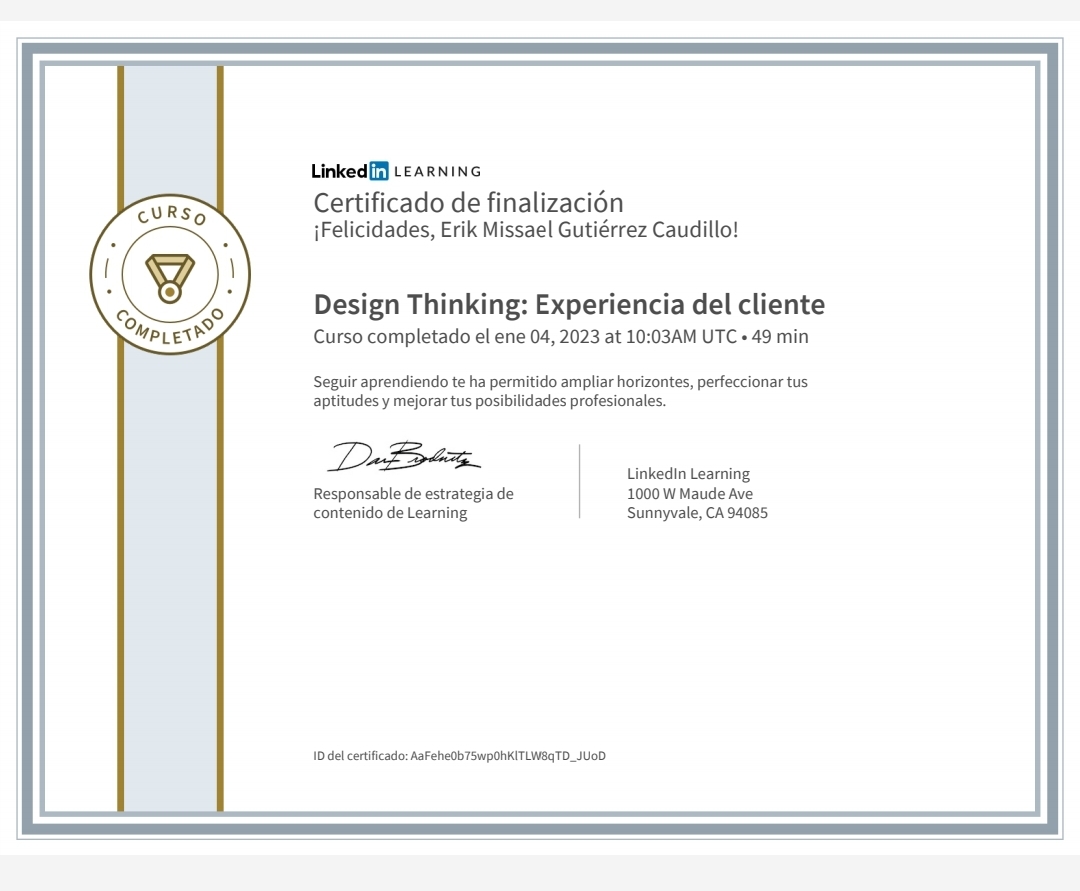 LinkedIn LEARNING
Certificado de finalización
¡Felicidades, Erik Missael Gutiérrez Caudillo!
CURSO
COMPLETADO
Design Thinking: Experiencia del cliente
Curso completado el ene 04, 2023 at 10:03AM UTC • 49 min
Seguir aprendiendo te ha permitido ampliar horizontes, perfeccionar tus
aptitudes y mejorar tus posibilidades profesionales.
Responsable de estrategia de
contenido de Learning
LinkedIn Learning
1000 W Maude Ave
Sunnyvale, CA 94085
ID del certificado: AaFehe0b75wp0hKlTLW8qTD_JUoD